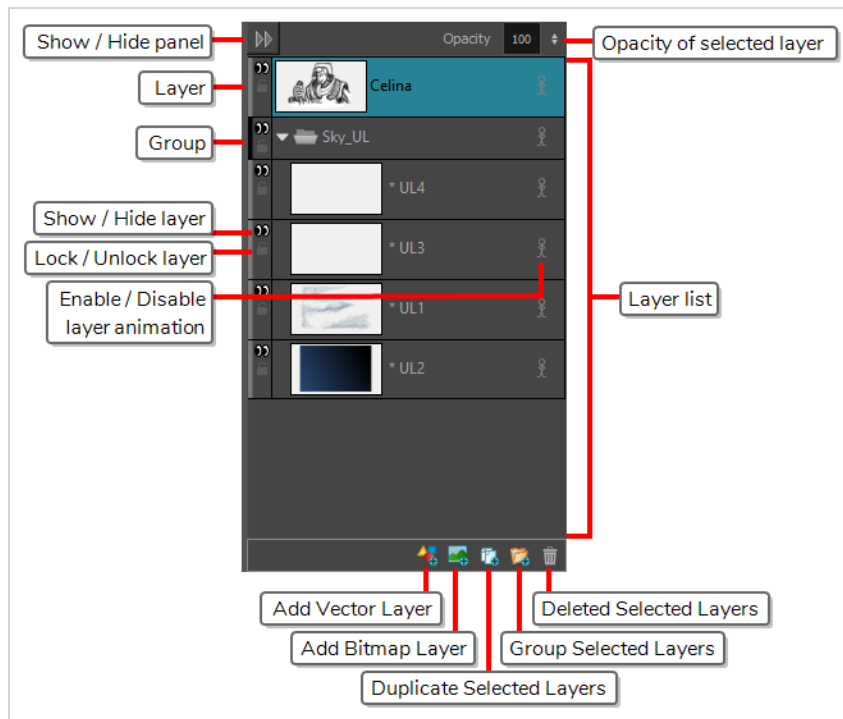 Show / Hide panel
Opacity 100
Opacity of selected layer
Layer
Celina
Group
Sky_UL
* UL4
Show / Hide layer
* UL3
Lock / Unlock layer
Enable / Disable
layer animation
* UL1
Layer list
* UL2
Add Vector Layer
Deleted Selected Layers
Add Bitmap Layer
Group Selected Layers
Duplicate Selected Layers